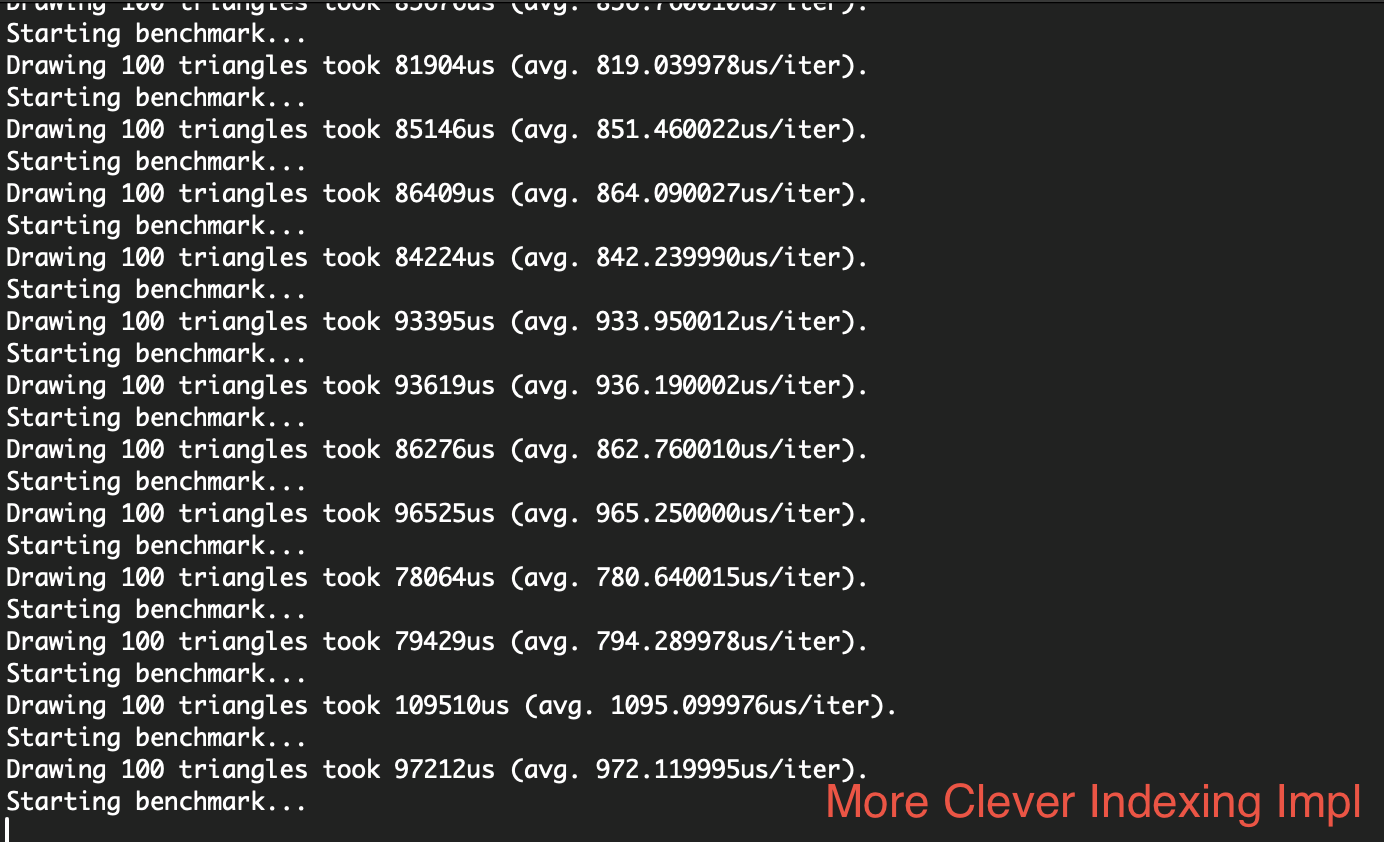 Drawing 100 triangles took 85676us (avg. 856.760010us/iter).
Starting benchmark...
Drawing 100 triangles took 81904us (avg. 819.039978us/iter).
Starting benchmark...
Drawing 100 triangles took 85146us (avg. 851.460022us/iter).
Starting benchmark...
Drawing 100 triangles took 86409us (avg. 864.090027us/iter).
Starting benchmark...
Drawing 100 triangles took 84224us (avg. 842.239990us/iter).
Starting benchmark...
Drawing 100 triangles took 93395us (avg. 933.950012us/iter).
Starting benchmark...
Drawing 100 triangles took 93619us (avg. 936.190002us/iter).
Starting benchmark...
Drawing 100 triangles took 86276us (avg. 862.760010us/iter).
Starting benchmark...
Drawing 100 triangles took 96525us (avg. 965.250000us/iter).
Starting benchmark...
Drawing 100 triangles took 78064us (avg. 780.640015us/iter).
Starting benchmark...
Drawing 100 triangles took 79429us (avg. 794.289978us/iter).
Starting benchmark...
Drawing 100 triangles took 109510us (avg. 1095.099976us/iter).
Starting benchmark...
Drawing 100 triangles took 97212us (avg. 972.119995us/iter).
Starting benchmark...
More Clever Indexing Impl